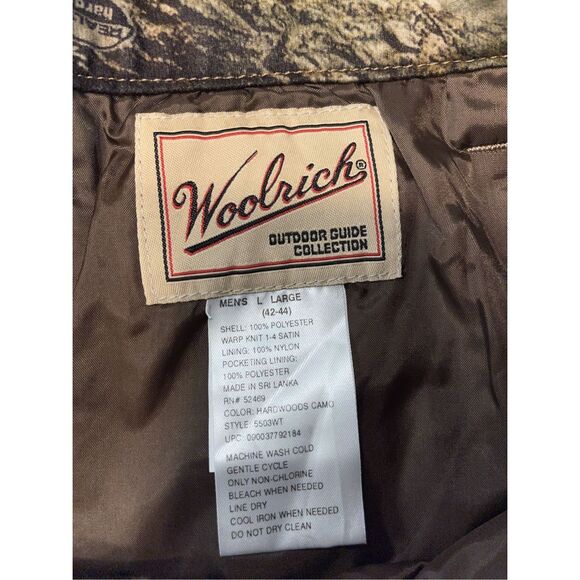 Woolrich®
OUTDOOR GUIDE
COLLECTION
MEN'S L LARGE
(42-44)
SHELL: 100% POLYESTER
WARP KNIT 1-4 SATIN
LINING: 100% NYLON
POCKETING LINING:
100% POLYESTER
MADE IN SRI LANKA
RN# 52469
COLOR: HARDWOODS CAMO
STYLE: 5503WT
UPC: 090037792184
MACHINE WASH COLD
GENTLE CYCLE
ONLY NON-CHLORINE
BLEACH WHEN NEEDED
LINE DRY
COOL IRON WHEN NEEDED
DO NOT DRY CLEAN